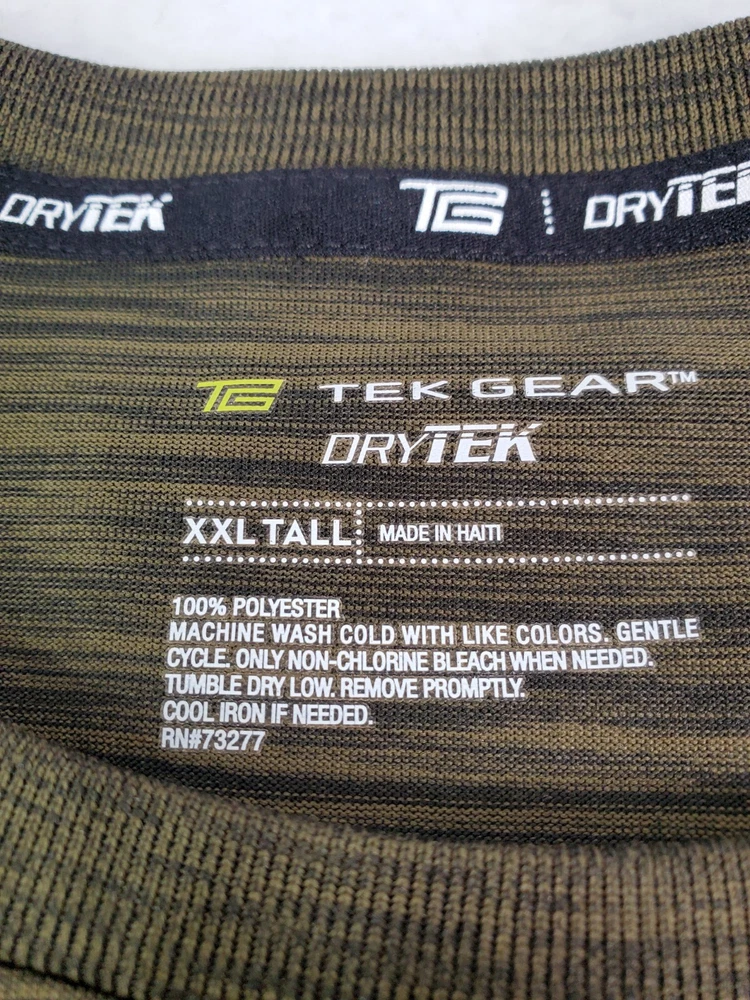 DRYTEK TG DRYTE
TG TEK GEAR™
DRYTEK
XXL TALL MADE IN HAITI
100% POLYESTER
MACHINE WASH COLD WITH LIKE COLORS. GENTLE
CYCLE. ONLY NON-CHLORINE BLEACH WHEN NEEDED.
TUMBLE DRY LOW. REMOVE PROMPTLY.
COOL IRON IF NEEDED.
RN#73277